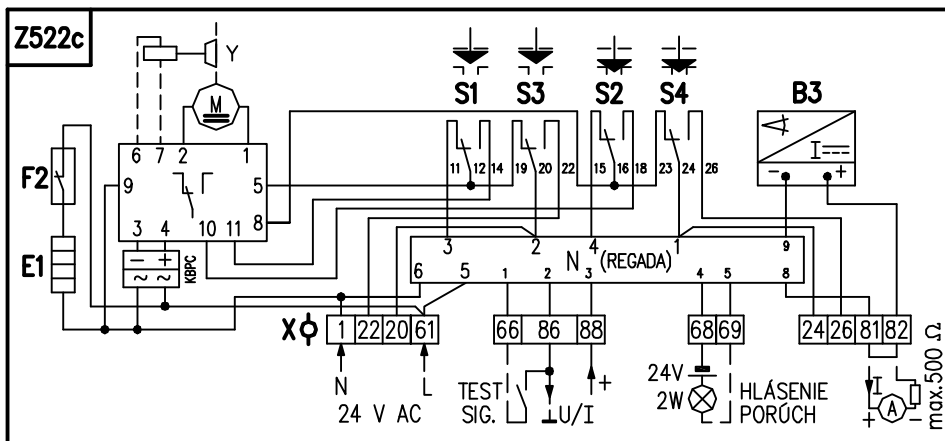 Z522c
Y
M
S1 S3 S2 S4 B3
6 7 2 1
11 12 14 19 20 22 15 16 18 23 24 26
I
- +
F2
9 5
8
3 4 10 11
E1
- +
~ ~
KBPC
3 2 4 1 9
N (REGADA)
6 5 1 2 3 4 5 8
X 1 22 20 61 66 86 88 68 69 24 26 81 82
N L
24 V AC
TEST
SIG.
U/I
+
24V
2W
HLÁSENIE
PORÚCH
I
A
+ -
max.500 Ω